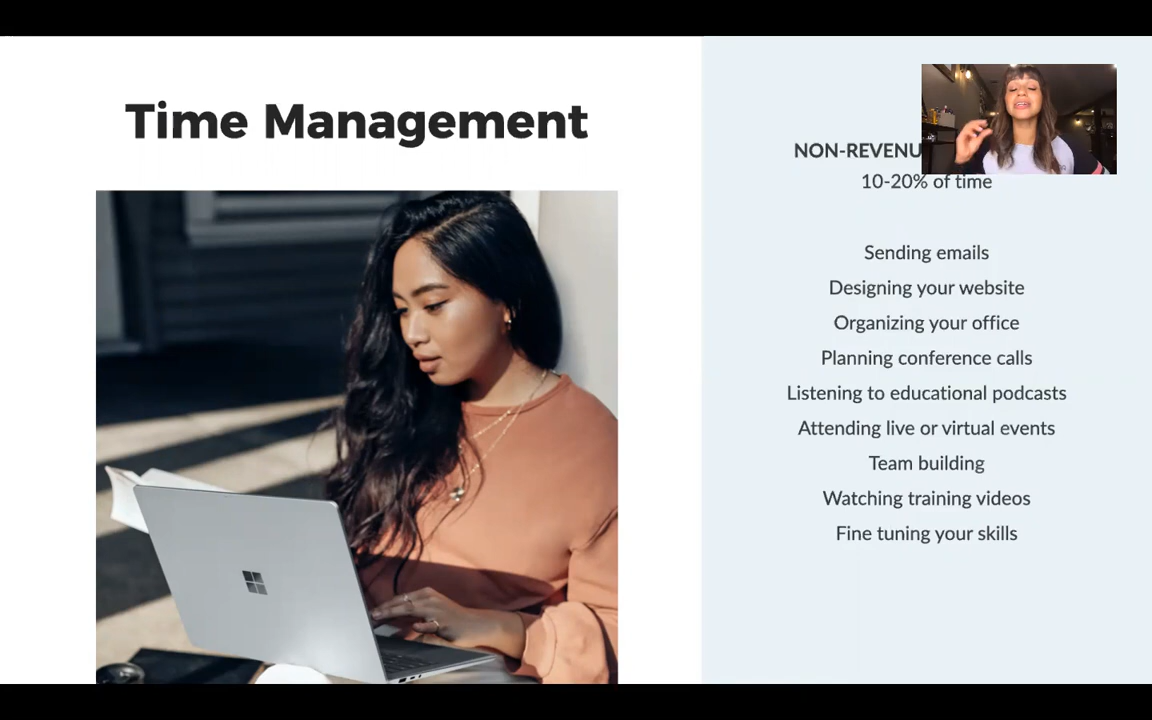 Time Management
NON-REVENU
10-20% of time
Sending emails
Designing your website
Organizing your office
Planning conference calls
Listening to educational podcasts
Attending live or virtual events
Team building
Watching training videos
Fine tuning your skills